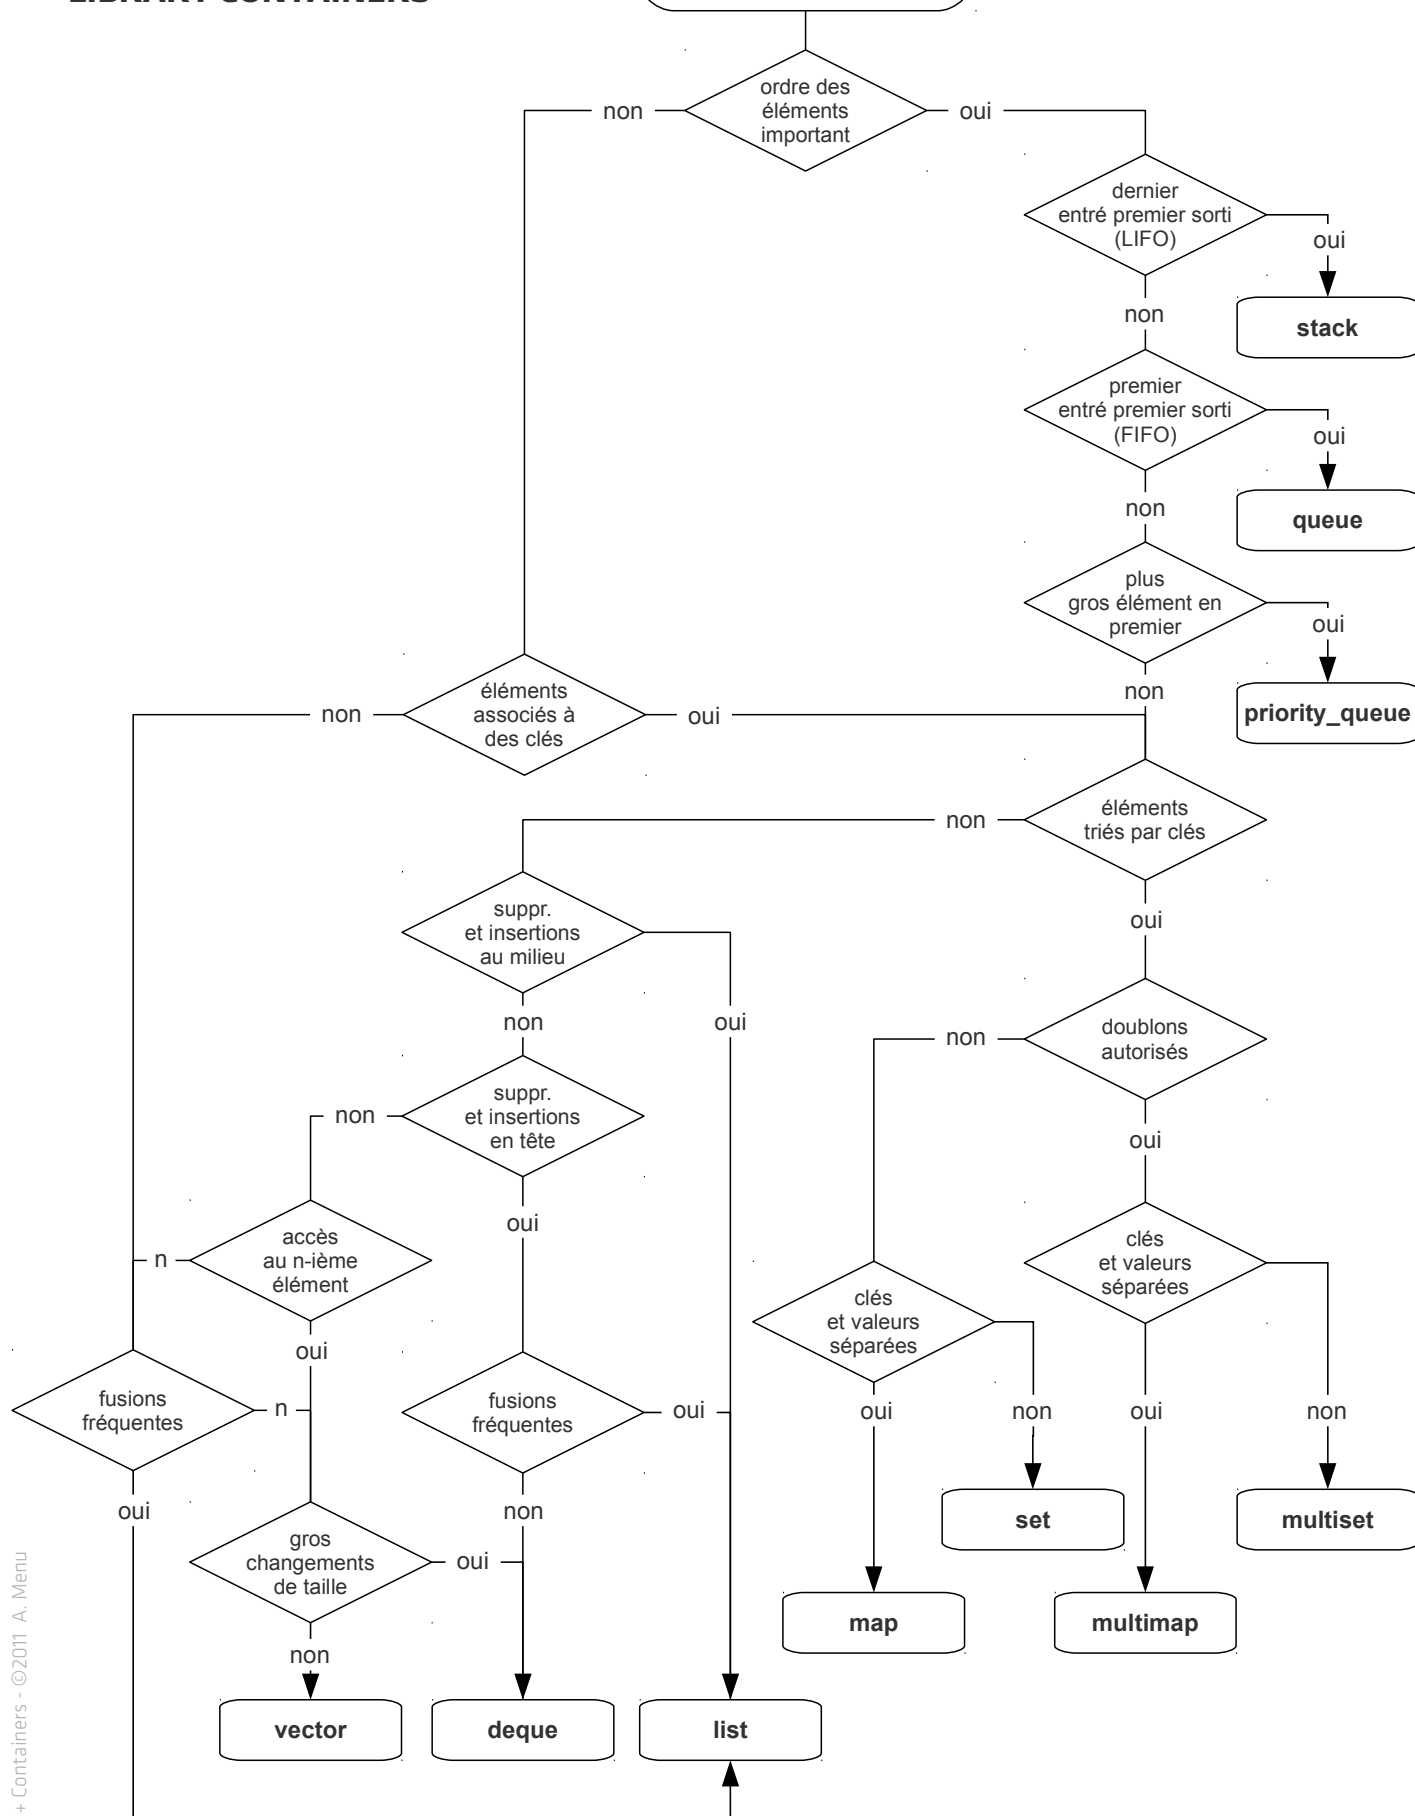 LIBRARY CONTAINERS
ordre des
éléments
important
non
oui
dernier
entré premier sorti
(LIFO)
oui
non
stack
premier
entré premier sorti
(FIFO)
oui
non
queue
plus
gros élément en
premier
oui
non
priority_queue
éléments
associés à
des clés
non
oui
éléments
triés par clés
non
oui
suppr.
et insertions
au milieu
non
oui
doublons
autorisés
non
oui
suppr.
et insertions
en tête
non
oui
accès
au n-ième
élément
n
oui
clés
et valeurs
séparées
clés
et valeurs
séparées
fusions
fréquentes
n
oui
fusions
fréquentes
oui
non
oui
non
oui
non
gros
changements
de taille
oui
non
set
multiset
map
multimap
vector
deque
list
+ Containers - ©2011 A. Menu